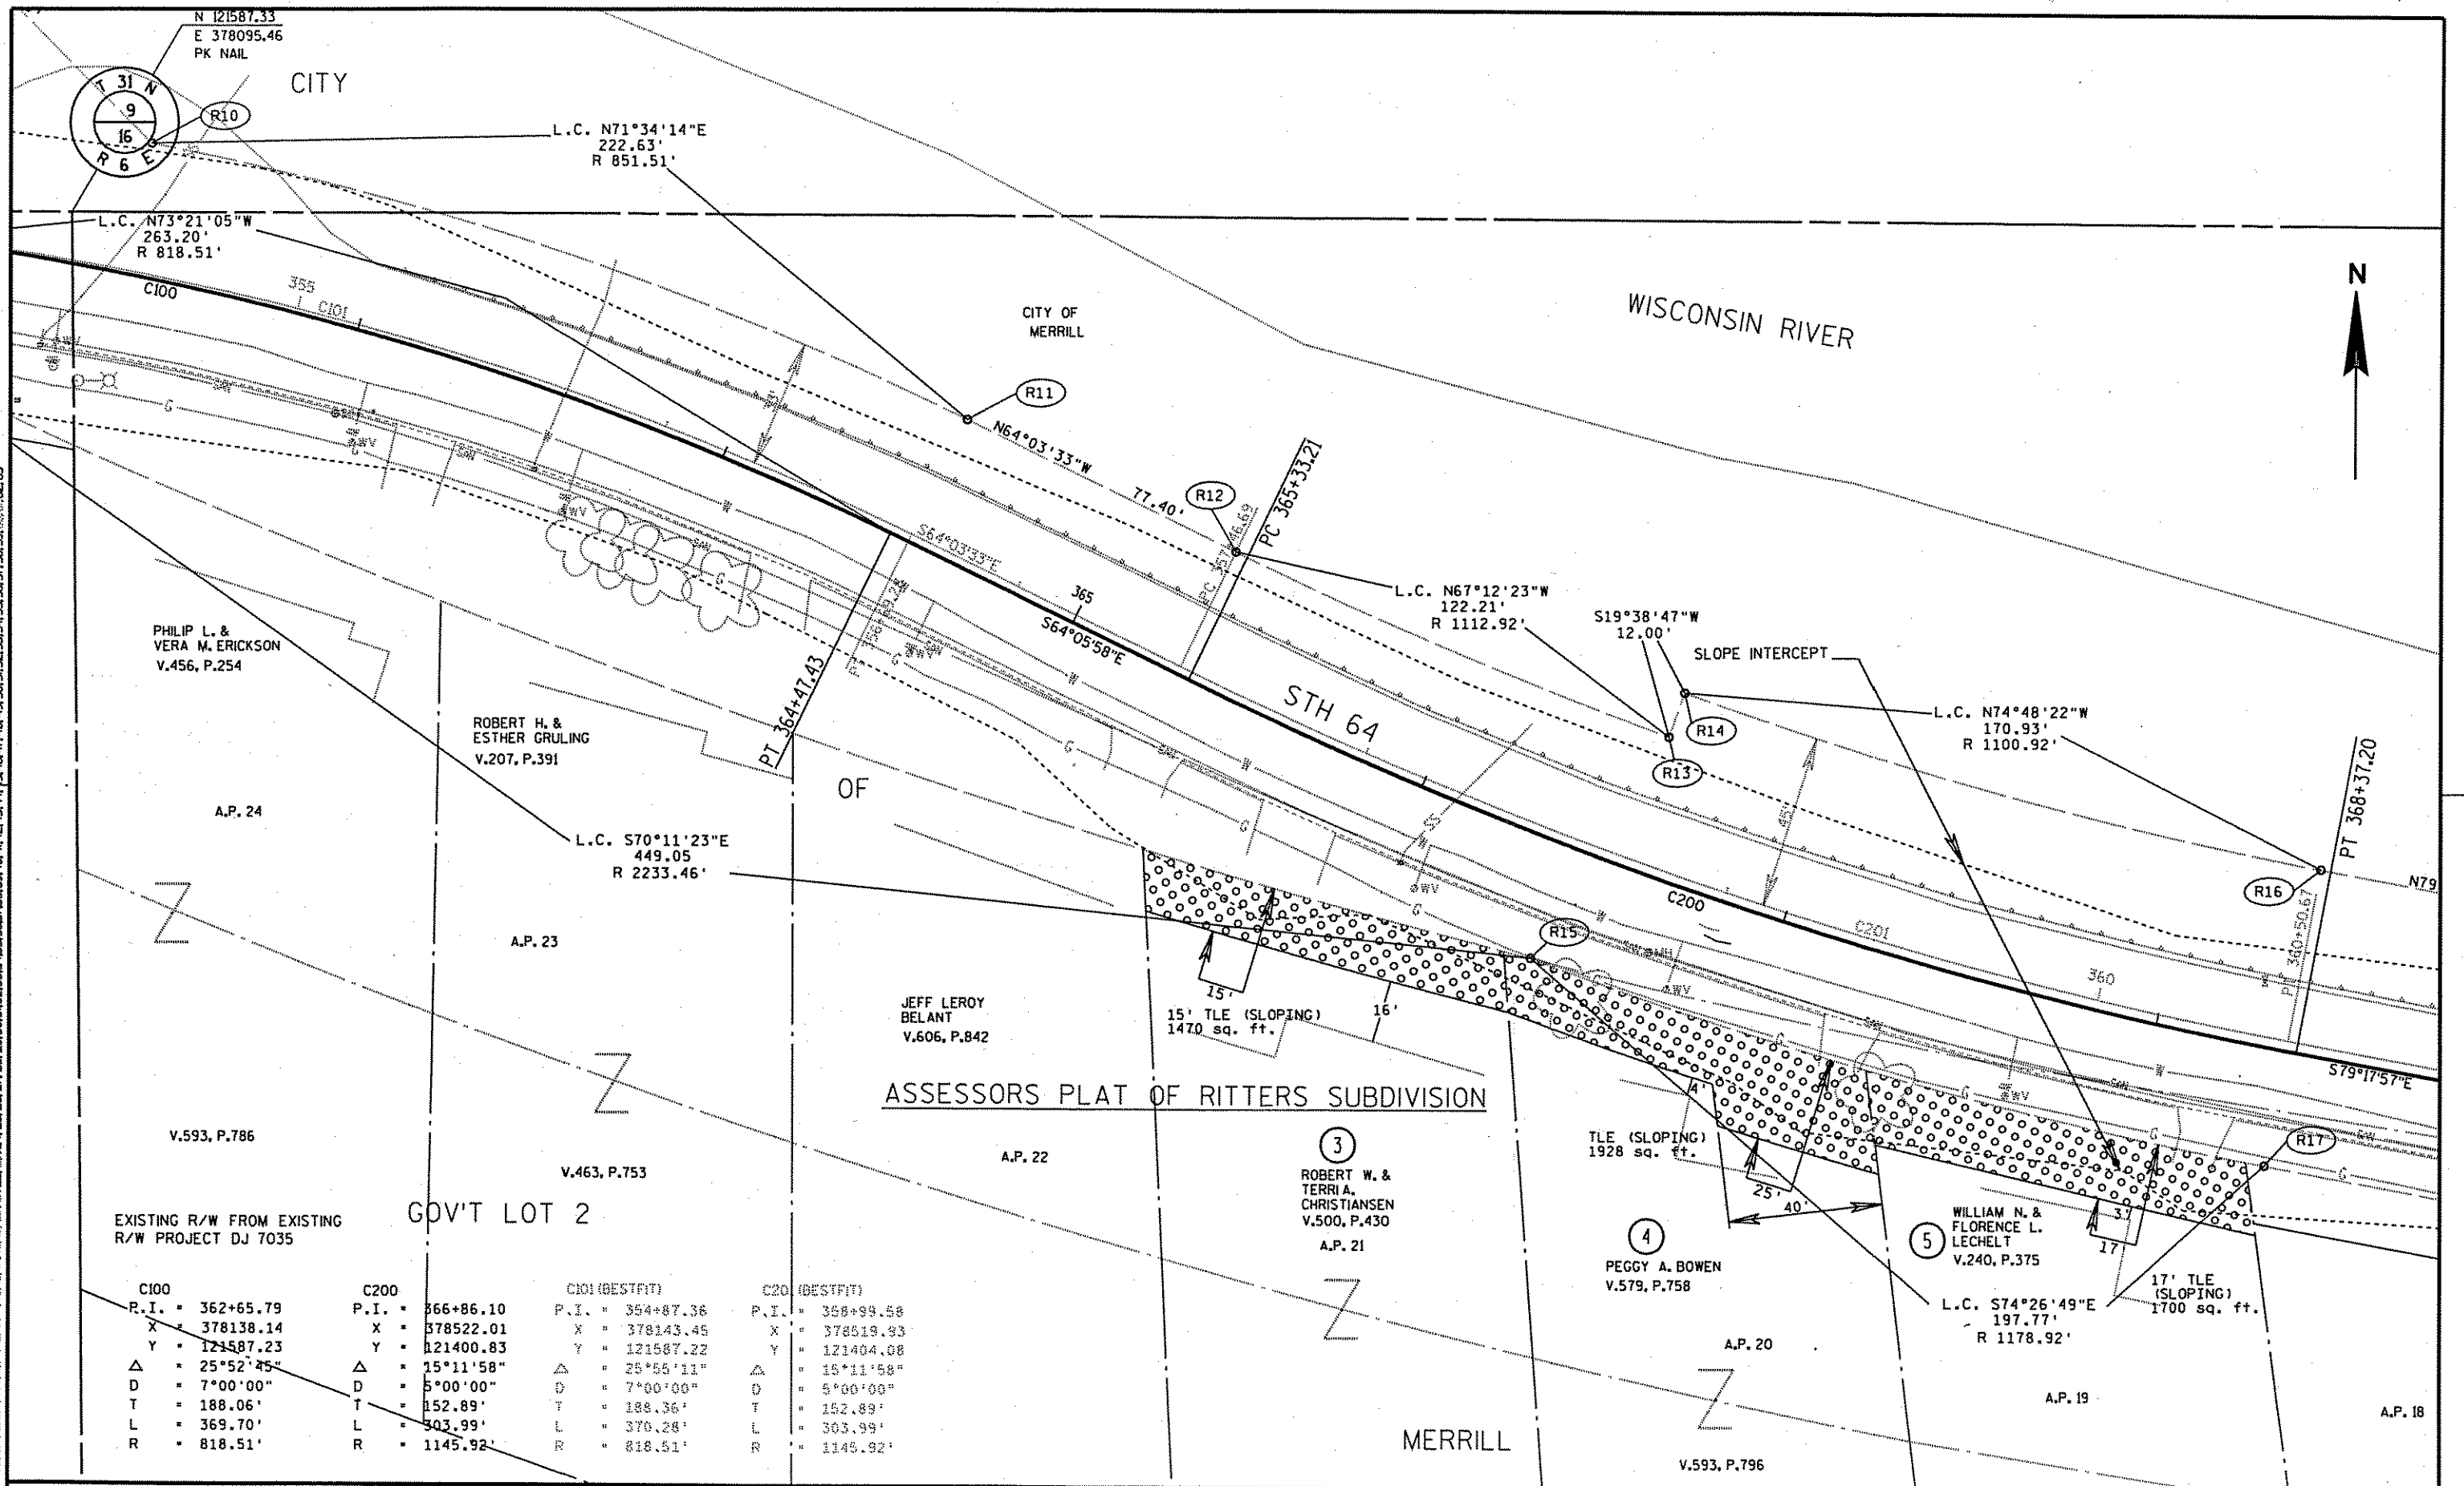 N 121587.33
E 378095.46
PK NAIL
CITY
T 31 N
9
16
R 6 E
R10
L.C. N71°34'14"E
222.63'
R 851.51'
L.C. N73°21'05"W
263.20'
R 818.51'
C100
355
C101
CITY OF
MERRILL
WISCONSIN RIVER
N
R11
N64°03'33"W
77.40'
R12
PC 357+46.69
PC 365+33.21
L.C. N67°12'23"W
122.21'
R 1112.92'
S19°38'47"W
12.00'
SLOPE INTERCEPT
R14
R13
L.C. N74°48'22"W
170.93'
R 1100.92'
PT 368+37.20
R16
N79
360+50.67
S64°03'33"E
365
S64°05'58"E
STH 64
PT 364+47.43
45'
C200
C201
360
S79°17'57"E
PHILIP L. &
VERA M. ERICKSON
V.456, P.254
ROBERT H. &
ESTHER GRULING
V.207, P.391
A.P. 24
OF
L.C. S70°11'23"E
449.05
R 2233.46'
SS
R15
A.P. 23
JEFF LEROY
BELANT
V.606, P.842
15'
15' TLE (SLOPING)
1470 sq. ft.
16'
ASSESSORS PLAT OF RITTERS SUBDIVISION
4'
V.593, P.786
V.463, P.753
A.P. 22
3
ROBERT W. &
TERRI A.
CHRISTIANSEN
V.500, P.430
A.P. 21
TLE (SLOPING)
1928 sq. ft.
25'
40'
4
PEGGY A. BOWEN
V.579, P.758
5
WILLIAM N. &
FLORENCE L.
LECHELT
V.240, P.375
3'
17'
R17
17' TLE
(SLOPING)
1700 sq. ft.
L.C. S74°26'49"E
197.77'
R 1178.92'
GOV'T LOT 2
EXISTING R/W FROM EXISTING
R/W PROJECT DJ 7035
C100
P.I. = 362+65.79
X = 378138.14
Y = 121587.23
△ = 25°52'45"
D = 7°00'00"
T = 188.06'
L = 369.70'
R = 818.51'
C200
P.I. = 366+86.10
X = 378522.01
Y = 121400.83
△ = 15°11'58"
D = 5°00'00"
T = 152.89'
L = 303.99'
R = 1145.92'
C101 (BESTFIT)
P.I. = 354+87.36
X = 378143.45
Y = 121587.22
△ = 25°55'11"
D = 7°00'00"
T = 188.36'
L = 370.28'
R = 818.51'
C201 (BESTFIT)
P.I. = 358+99.58
X = 378519.93
Y = 121404.08
△ = 15°11'58"
D = 5°00'00"
T = 152.89'
L = 303.99'
R = 1145.92'
MERRILL
A.P. 20
V.593, P.796
A.P. 19
A.P. 18